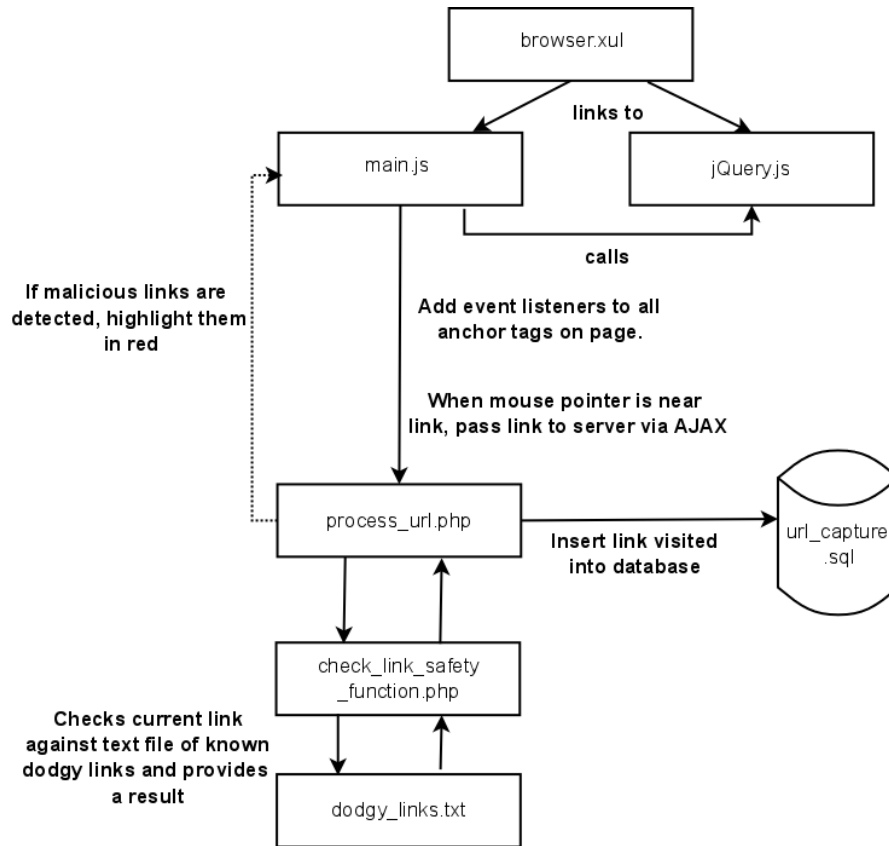 browser.xul
links to
main.js
jQuery.js
calls
If malicious links are
detected, highlight them
in red
Add event listeners to all
anchor tags on page.
When mouse pointer is near
link, pass link to server via AJAX
process_url.php
Insert link visited
into database
url_capture
.sql
check_link_safety
_function.php
Checks current link
against text file of known
dodgy links and provides
a result
dodgy_links.txt